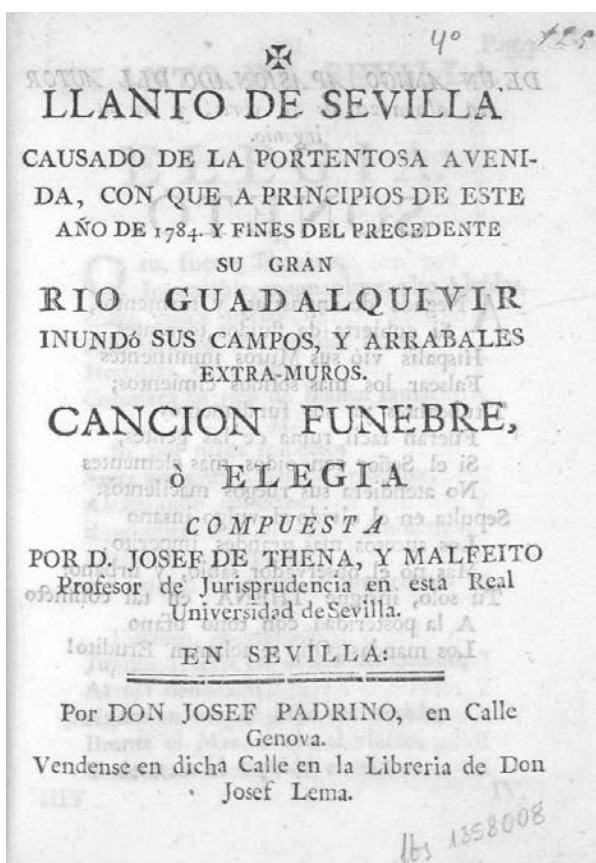 4º 125
LLANTO DE SEVILLA
CAUSADO DE LA PORTENTOSA AVENI-
DA, CON QUE A PRINCIPIOS DE ESTE
AÑO DE 1784. Y FINES DEL PRECEDENTE
SU GRAN
RIO GUADALQUIVIR
INUNDó SUS CAMPOS, Y ARRABALES
EXTRA-MUROS.
CANCION FUNEBRE,
ò ELEGIA
COMPUESTA
POR D. JOSEF DE THENA, Y MALFEITO
Profesor de Jurisprudencia en esta Real
Universidad de Sevilla.
EN SEVILLA:
Por DON JOSEF PADRINO, en Calle
Genova.
Vendense en dicha Calle en la Libreria de Don
Josef Lema.
1358008